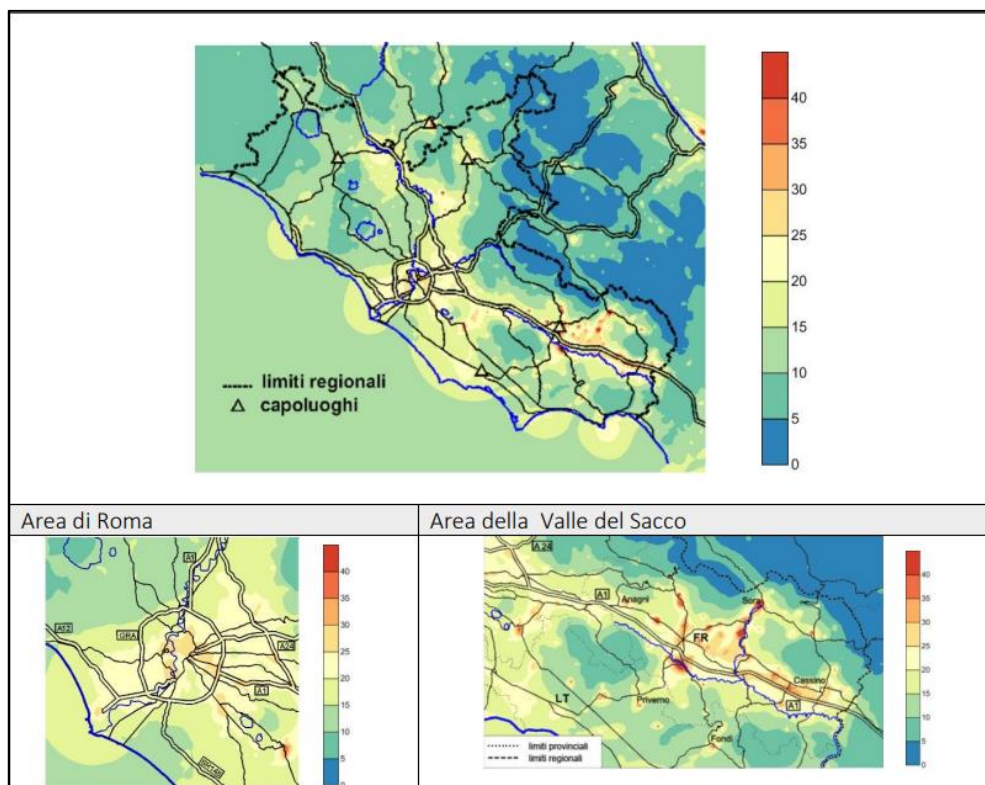 40
35
30
25
20
15
10
5
0
limiti regionali
capoluoghi
Area di Roma
Area della Valle del Sacco
A1
A12
GRA
A24
A1
40
35
30
25
20
15
10
5
0
A 24
A1
Anagni
Sora
FR
Cassino
LT
Priverno
A1
Fondi
limiti provinciali
limiti regionali
40
35
30
25
20
15
10
5
0